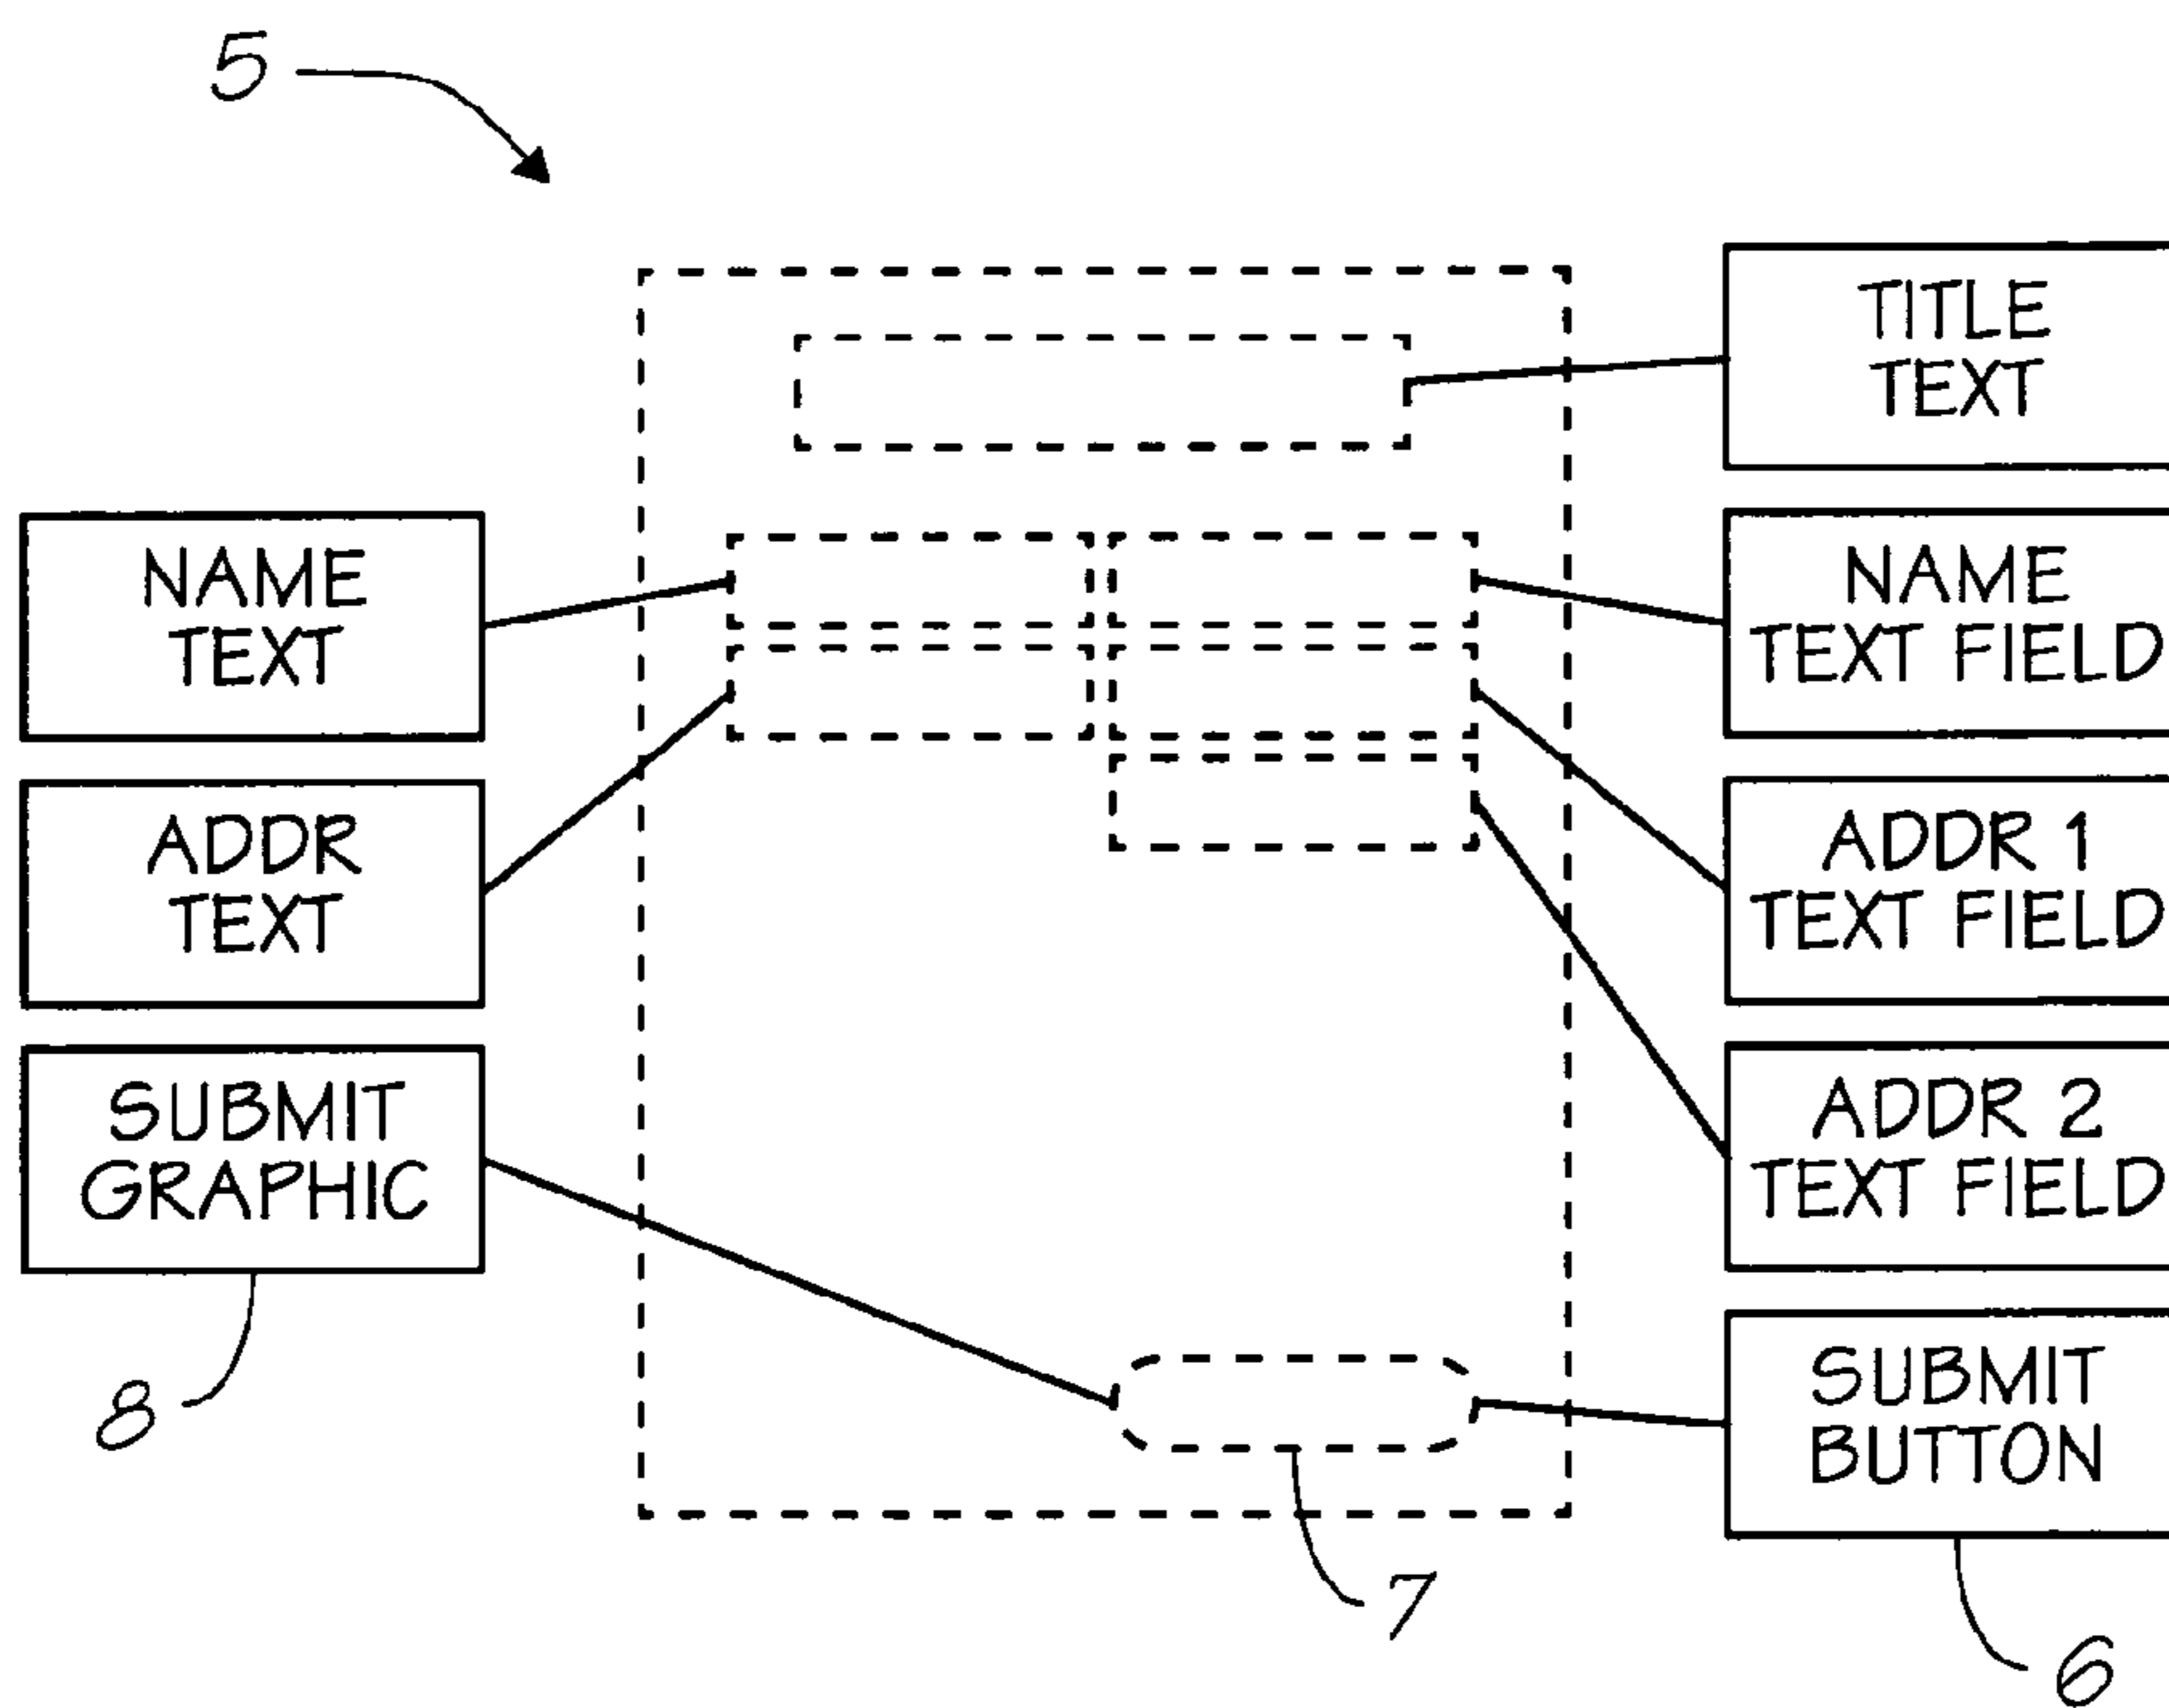 5
TITLE
TEXT
NAME
TEXT
NAME
TEXT FIELD
ADDR
TEXT
ADDR 1
TEXT FIELD
SUBMIT
GRAPHIC
ADDR 2
TEXT FIELD
SUBMIT
BUTTON
8
7
6